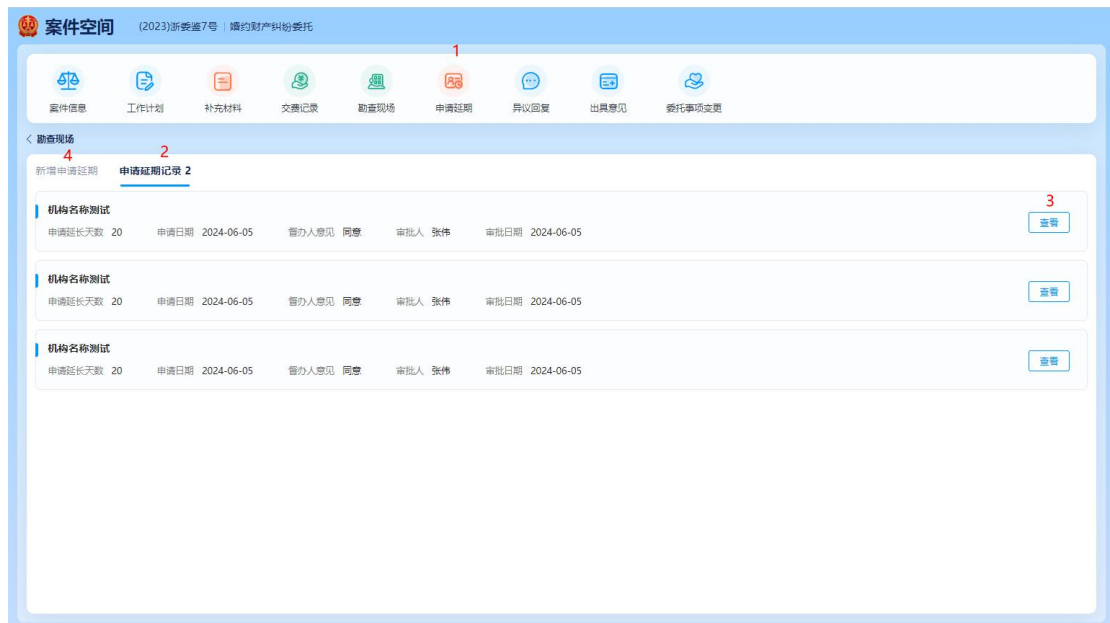 案件空间 (2023)浙委鉴7号 婚约财产纠纷委托
1
案件信息 工作计划 补充材料 交费记录 勘查现场 申请延期 异议回复 出具意见 委托事项变更
< 勘查现场
4 2
新增申请延期 申请延期记录 2
3
机构名称测试
查看
申请延长天数 20 申请日期 2024-06-05 督办人意见 同意 审批人 张伟 审批日期 2024-06-05
机构名称测试
查看
申请延长天数 20 申请日期 2024-06-05 督办人意见 同意 审批人 张伟 审批日期 2024-06-05
机构名称测试
查看
申请延长天数 20 申请日期 2024-06-05 督办人意见 同意 审批人 张伟 审批日期 2024-06-05